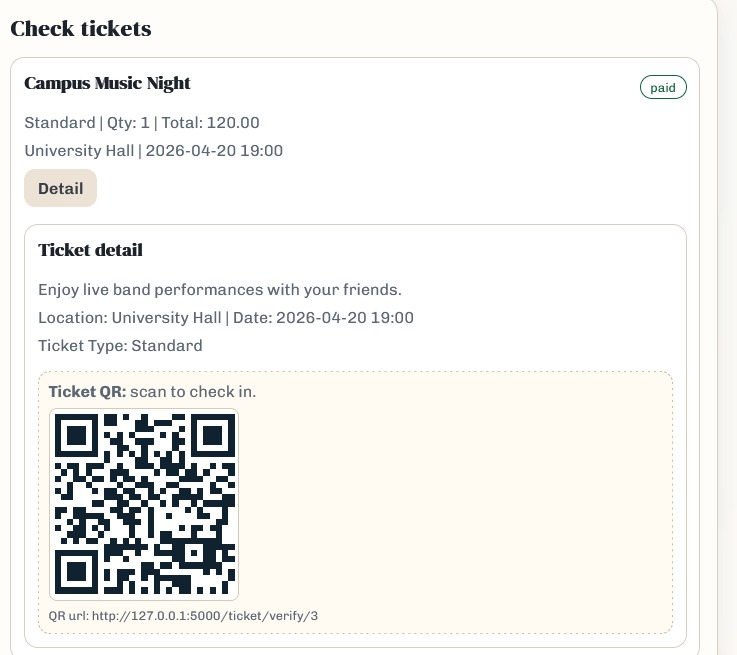 Check tickets
Campus Music Night
paid
Standard | Qty: 1 | Total: 120.00
University Hall | 2026-04-20 19:00
Detail
Ticket detail
Enjoy live band performances with your friends.
Location: University Hall | Date: 2026-04-20 19:00
Ticket Type: Standard
Ticket QR: scan to check in.
QR url: http://127.0.0.1:5000/ticket/verify/3